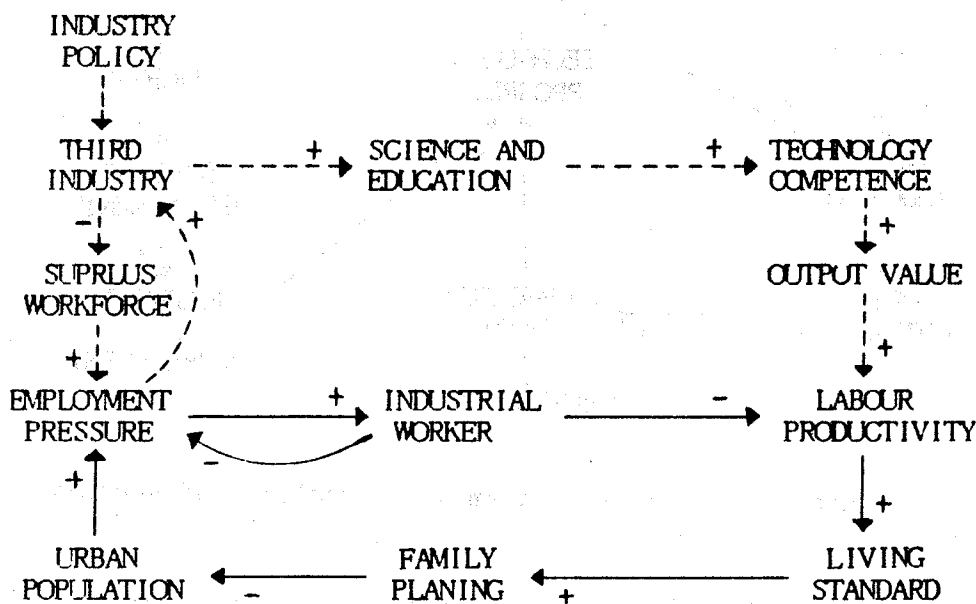 INDUSTRY
POLICY
THIRD
INDUSTRY
+
SCIENCE AND
EDUCATION
+
TECHNOLOGY
COMPETENCE
−
+
+
SUPRLUS
WORKFORCE
OUTPUT VALUE
+
+
EMPLOYMENT
PRESSURE
+
INDUSTRIAL
WORKER
−
LABOUR
PRODUCTIVITY
−
+
+
URBAN
POPULATION
−
FAMILY
PLANING
+
LIVING
STANDARD